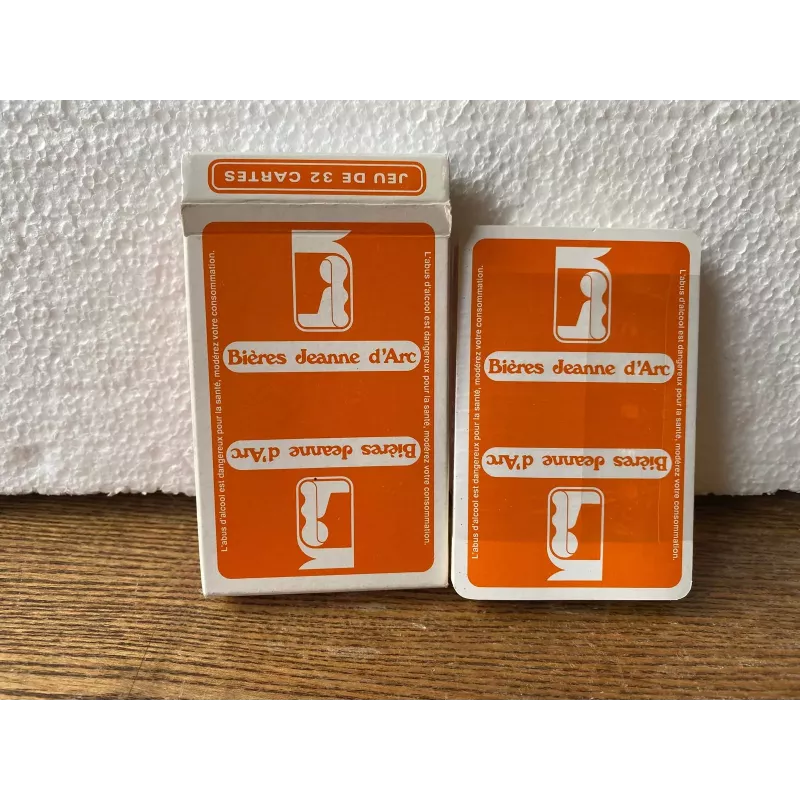 JEU DE 32 CARTES
L'abus d'alcool est dangereux pour la santé, modérez votre consommation.
L'abus d'alcool est dangereux pour la santé, modérez votre consommation.
Bières Jeanne d'Arc
Bières Jeanne d'Arc
L'abus d'alcool est dangereux pour la santé, modérez votre consommation.
L'abus d'alcool est dangereux pour la santé, modérez votre consommation.
Bières Jeanne d'Arc
Bières Jeanne d'Arc